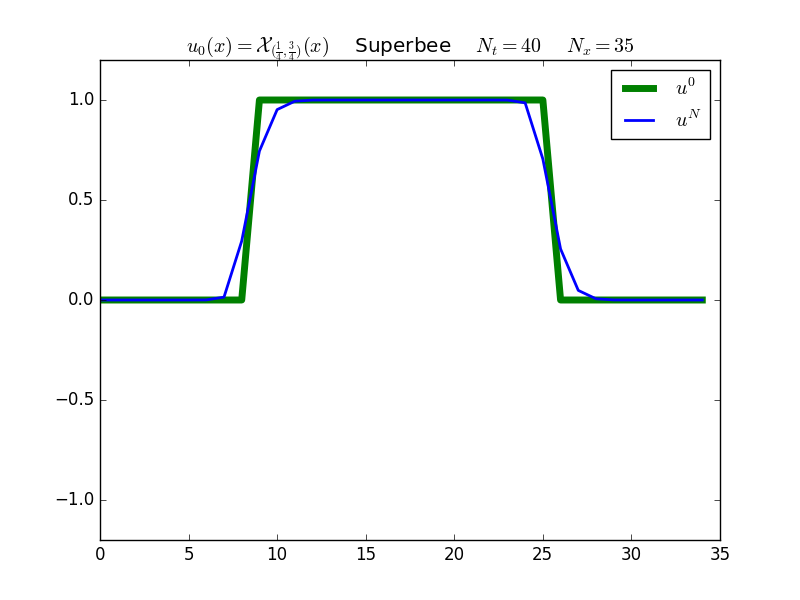 u_0(x) = 𝒳_(1/4, 3/4)(x) Superbee N_t = 40 N_x = 35
u^0
u^N
1.0
0.5
0.0
−0.5
−1.0
0 5 10 15 20 25 30 35